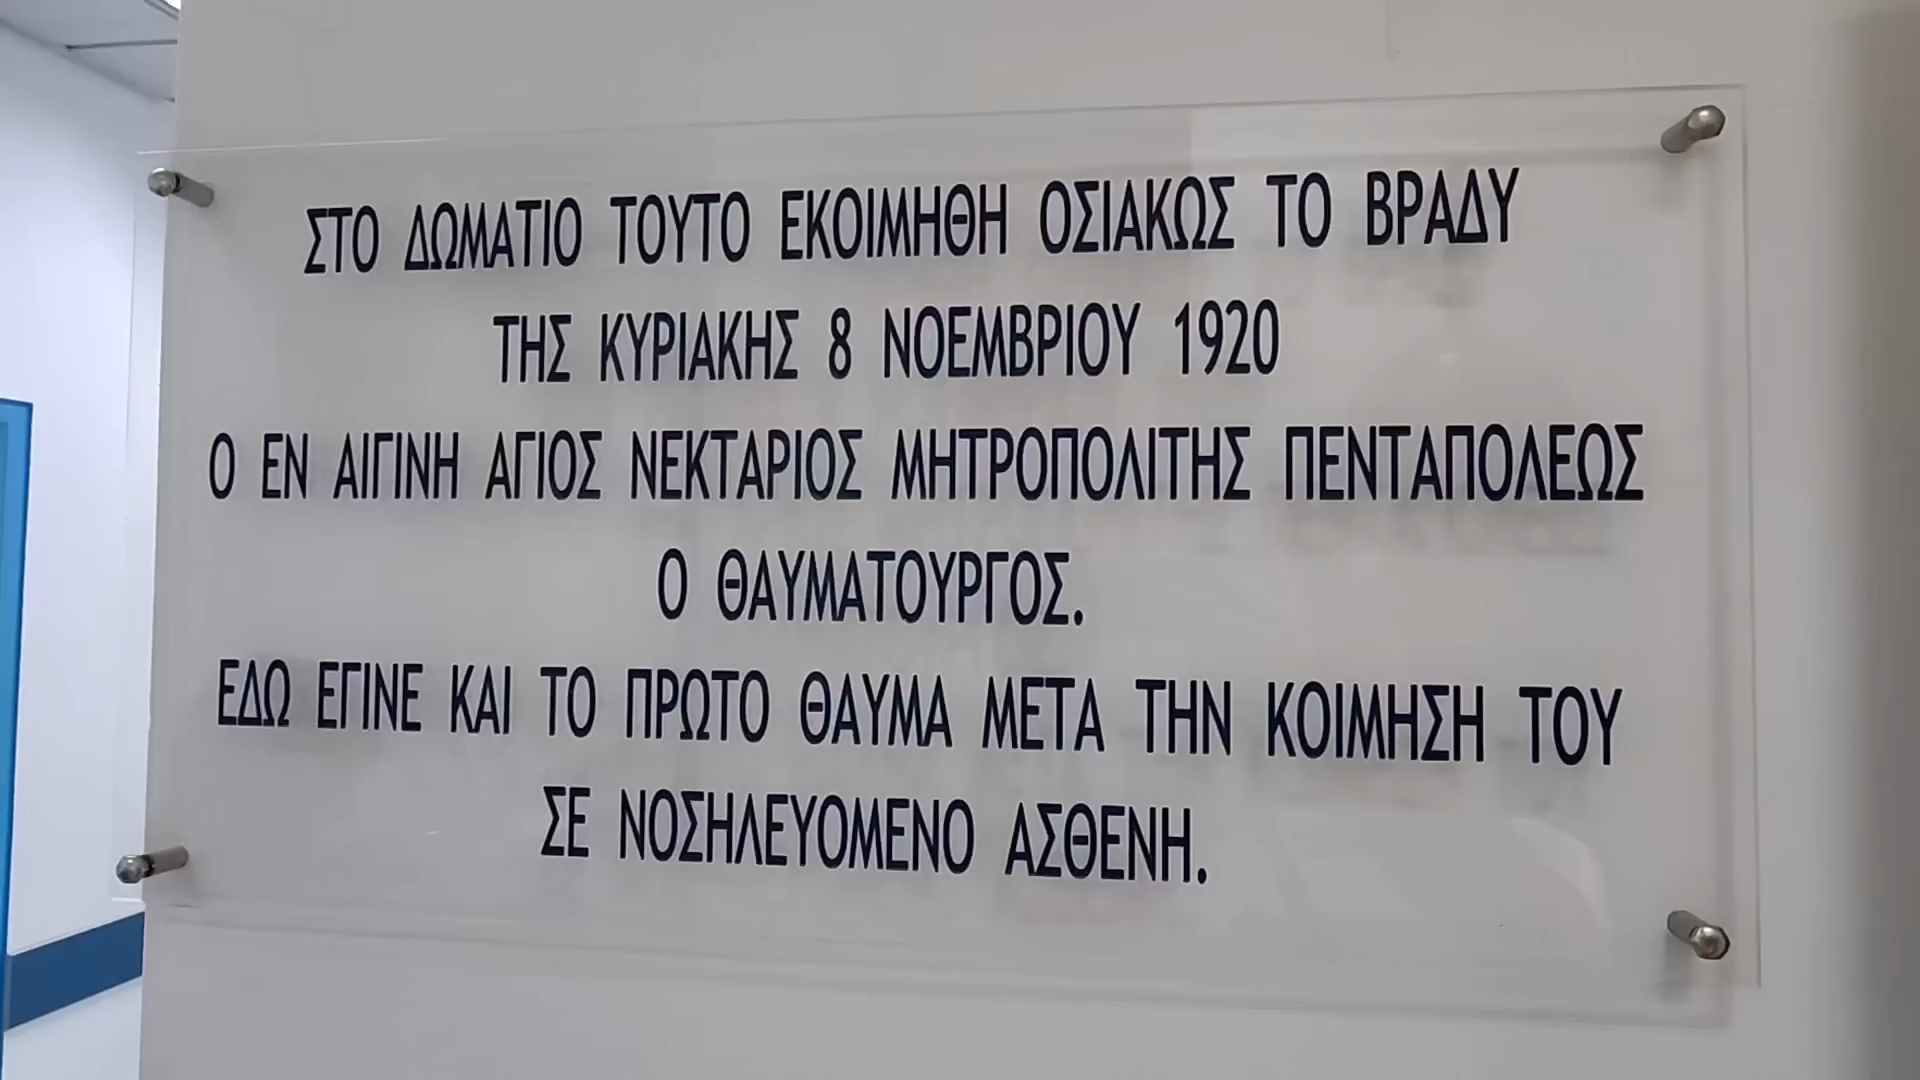 ΣΤΟ ΔΩΜΑΤΙΟ ΤΟΥΤΟ ΕΚΟΙΜΗΘΗ ΟΣΙΑΚΩΣ ΤΟ ΒΡΑΔΥ
ΤΗΣ ΚΥΡΙΑΚΗΣ 8 ΝΟΕΜΒΡΙΟΥ 1920
Ο ΕΝ ΑΙΓΙΝΗ ΑΓΙΟΣ ΝΕΚΤΑΡΙΟΣ ΜΗΤΡΟΠΟΛΙΤΗΣ ΠΕΝΤΑΠΟΛΕΩΣ
Ο ΘΑΥΜΑΤΟΥΡΓΟΣ.
ΕΔΩ ΕΓΙΝΕ ΚΑΙ ΤΟ ΠΡΩΤΟ ΘΑΥΜΑ ΜΕΤΑ ΤΗΝ ΚΟΙΜΗΣΗ ΤΟΥ
ΣΕ ΝΟΣΗΛΕΥΟΜΕΝΟ ΑΣΘΕΝΗ.